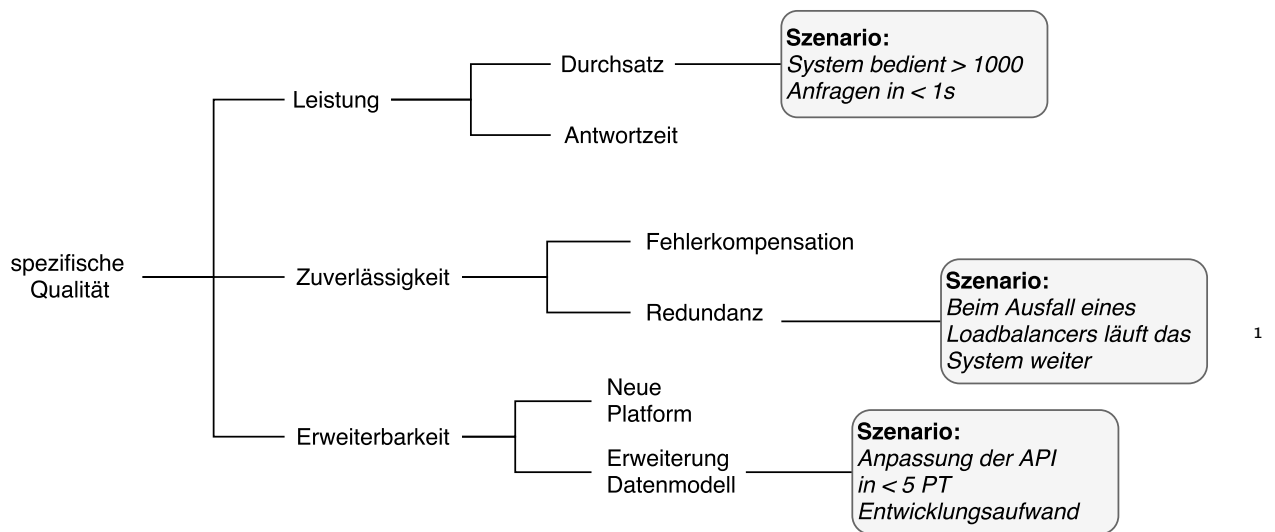 spezifische
Qualität
Leistung
Durchsatz
Szenario:
System bedient > 1000
Anfragen in < 1s
Antwortzeit
Zuverlässigkeit
Fehlerkompensation
Redundanz
Szenario:
Beim Ausfall eines
Loadbalancers läuft das
System weiter
1
Erweiterbarkeit
Neue
Platform
Erweiterung
Datenmodell
Szenario:
Anpassung der API
in < 5 PT
Entwicklungsaufwand